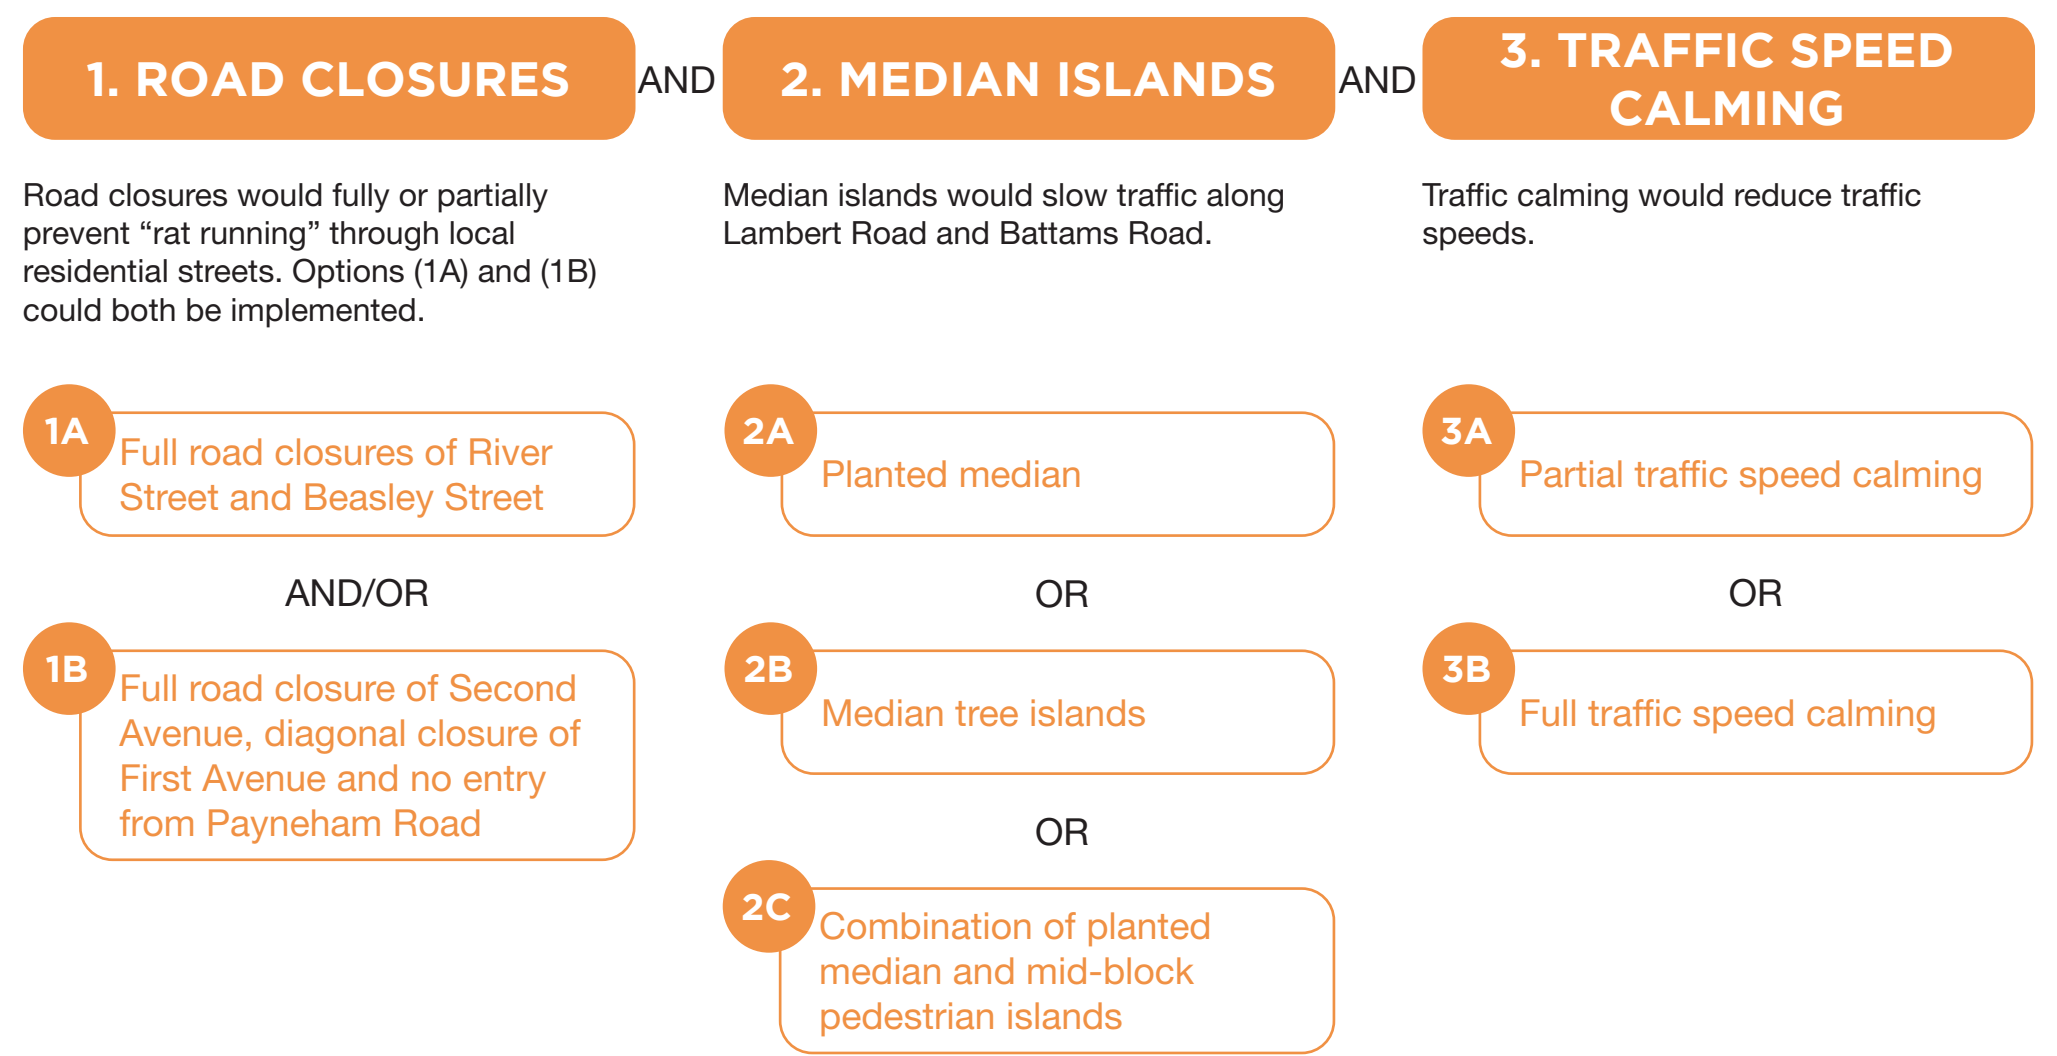 1. ROAD CLOSURES
AND
2. MEDIAN ISLANDS
AND
3. TRAFFIC SPEED
CALMING
Road closures would fully or partially
prevent “rat running” through local
residential streets. Options (1A) and (1B)
could both be implemented.
Median islands would slow traffic along
Lambert Road and Battams Road.
Traffic calming would reduce traffic
speeds.
1A
Full road closures of River
Street and Beasley Street
AND/OR
1B
Full road closure of Second
Avenue, diagonal closure of
First Avenue and no entry
from Payneham Road
2A
Planted median
OR
2B
Median tree islands
OR
2C
Combination of planted
median and mid-block
pedestrian islands
3A
Partial traffic speed calming
OR
3B
Full traffic speed calming